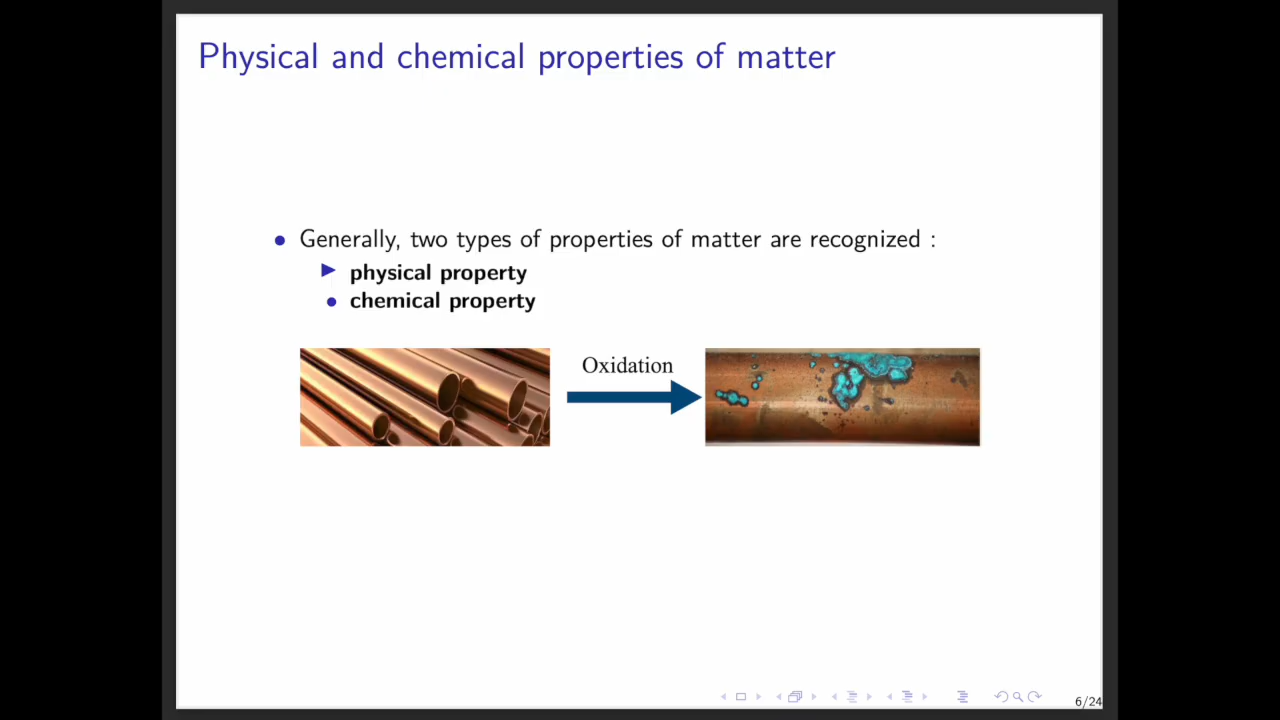 Physical and chemical properties of matter
• Generally, two types of properties of matter are recognized :
▶ physical property
• chemical property
Oxidation
6/24